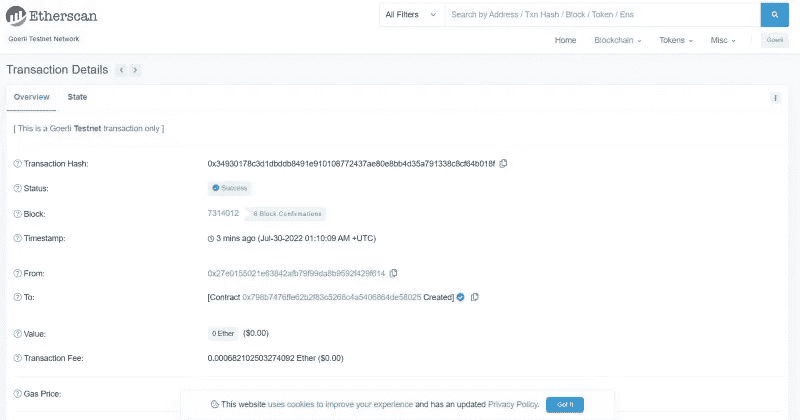 Etherscan
All Filters
Search by Address / Txn Hash / Block / Token / Ens
Goerli Testnet Network
Home Blockchain Tokens Misc Goerli
Transaction Details
Overview State
[ This is a Goerli Testnet transaction only ]
Transaction Hash: 0x34930178c3d1dbddb8491e910108772437ae80e8bb4d35a791338c8cf64b018f
Status: Success
Block: 7314912 6 Block Confirmations
Timestamp: 3 mins ago (Jul-30-2022 01:10:09 AM +UTC)
From: 0x27e0155021e63842afb79f99da8b9592f429f614
To: [Contract 0x798b7476ffe62b2f83c5268c4a5406864de58025 Created]
Value: 0 Ether ($0.00)
Transaction Fee: 0.000682102503274092 Ether ($0.00)
Gas Price:
This website uses cookies to improve your experience and has an updated Privacy Policy. Got It